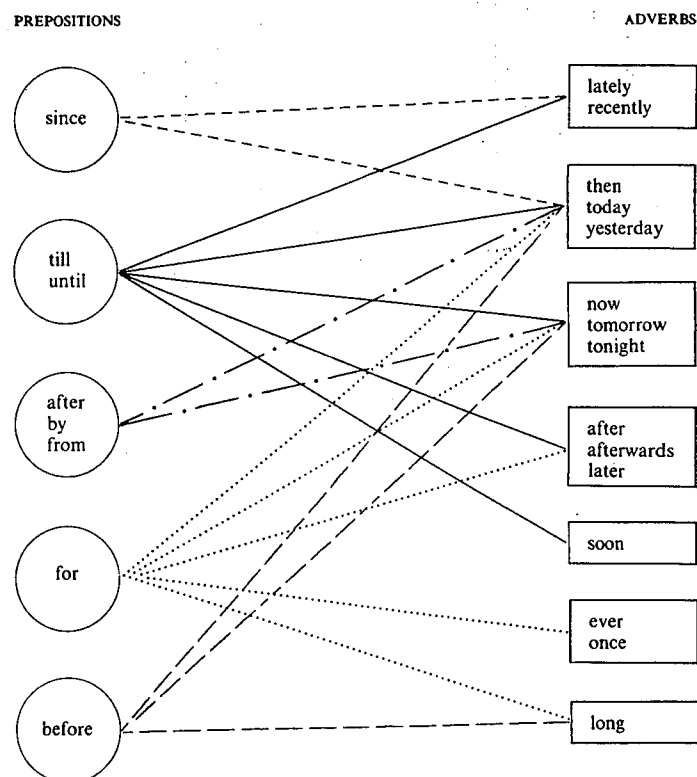 PREPOSITIONS
ADVERBS
since
till
until
after
by
from
for
before
lately
recently
then
today
yesterday
now
tomorrow
tonight
after
afterwards
later
soon
ever
once
long